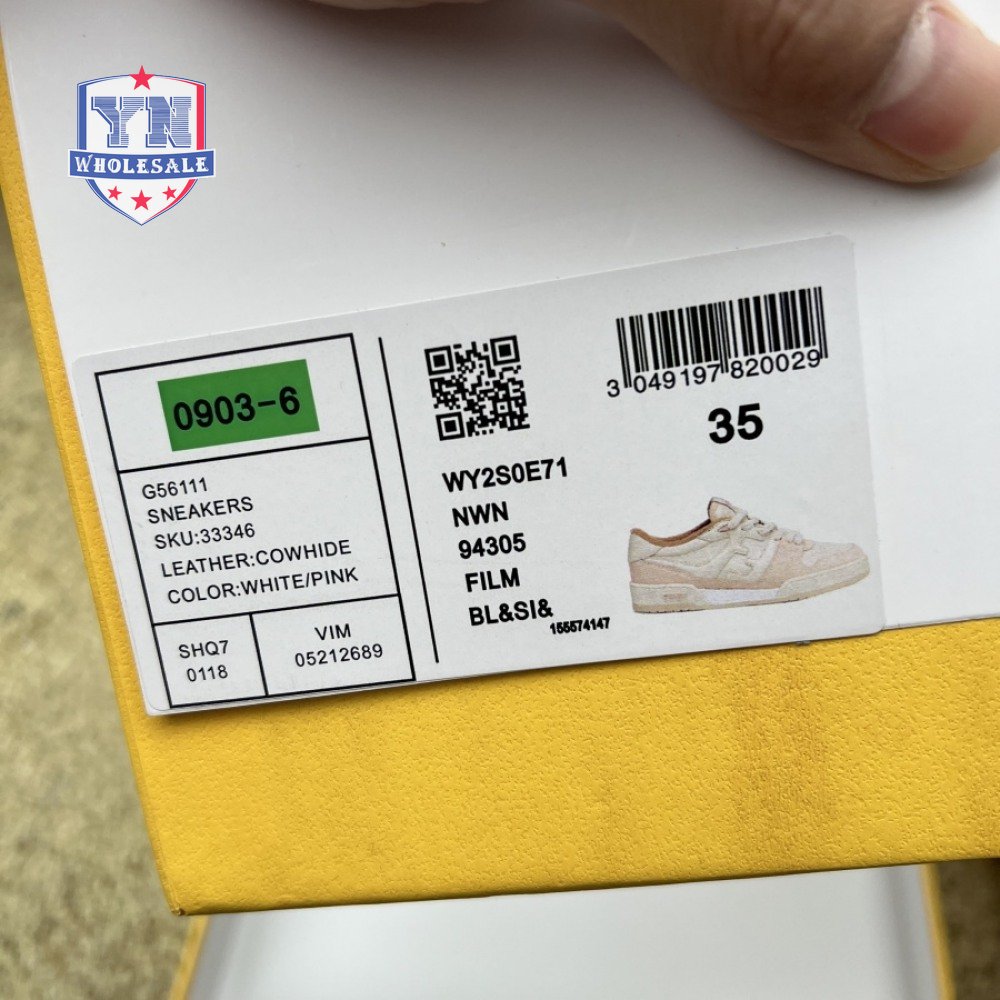 YN
WHOLESALE
0903-6
G56111
SNEAKERS
SKU:33346
LEATHER:COWHIDE
COLOR:WHITE/PINK
SHQ7
0118
VIM
05212689
WY2S0E71
NWN
94305
FILM
BL&SI&
155574147
3 049197 820029
35